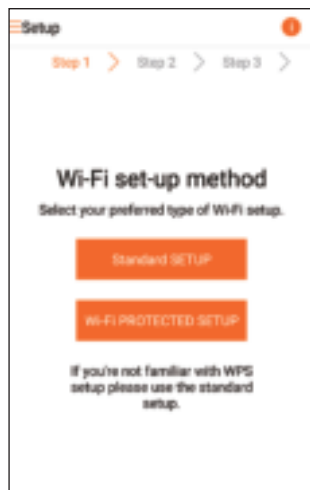 Setup
Step 1 > Step 2 > Step 3 >
Wi-Fi set-up method
Select your preferred type of Wi-Fi setup.
Standard SETUP
Wi-Fi PROTECTED SETUP
If you're not familiar with WPS
setup please use the standard
setup.